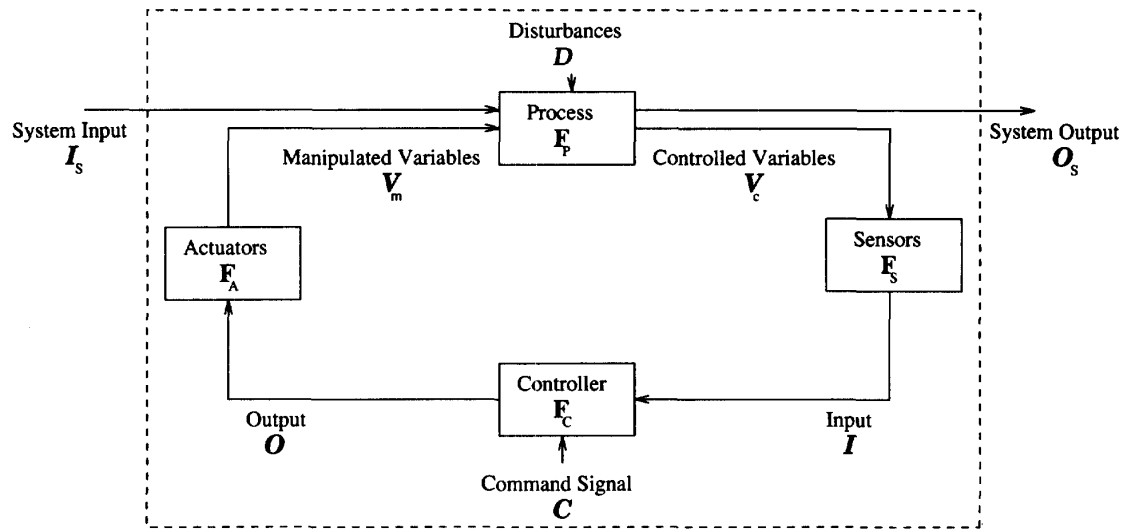 Disturbances
D
System Input
I_S
Process
F_P
System Output
O_S
Manipulated Variables
V_m
Controlled Variables
V_c
Actuators
F_A
Sensors
F_S
Controller
F_C
Output
O
Input
I
Command Signal
C